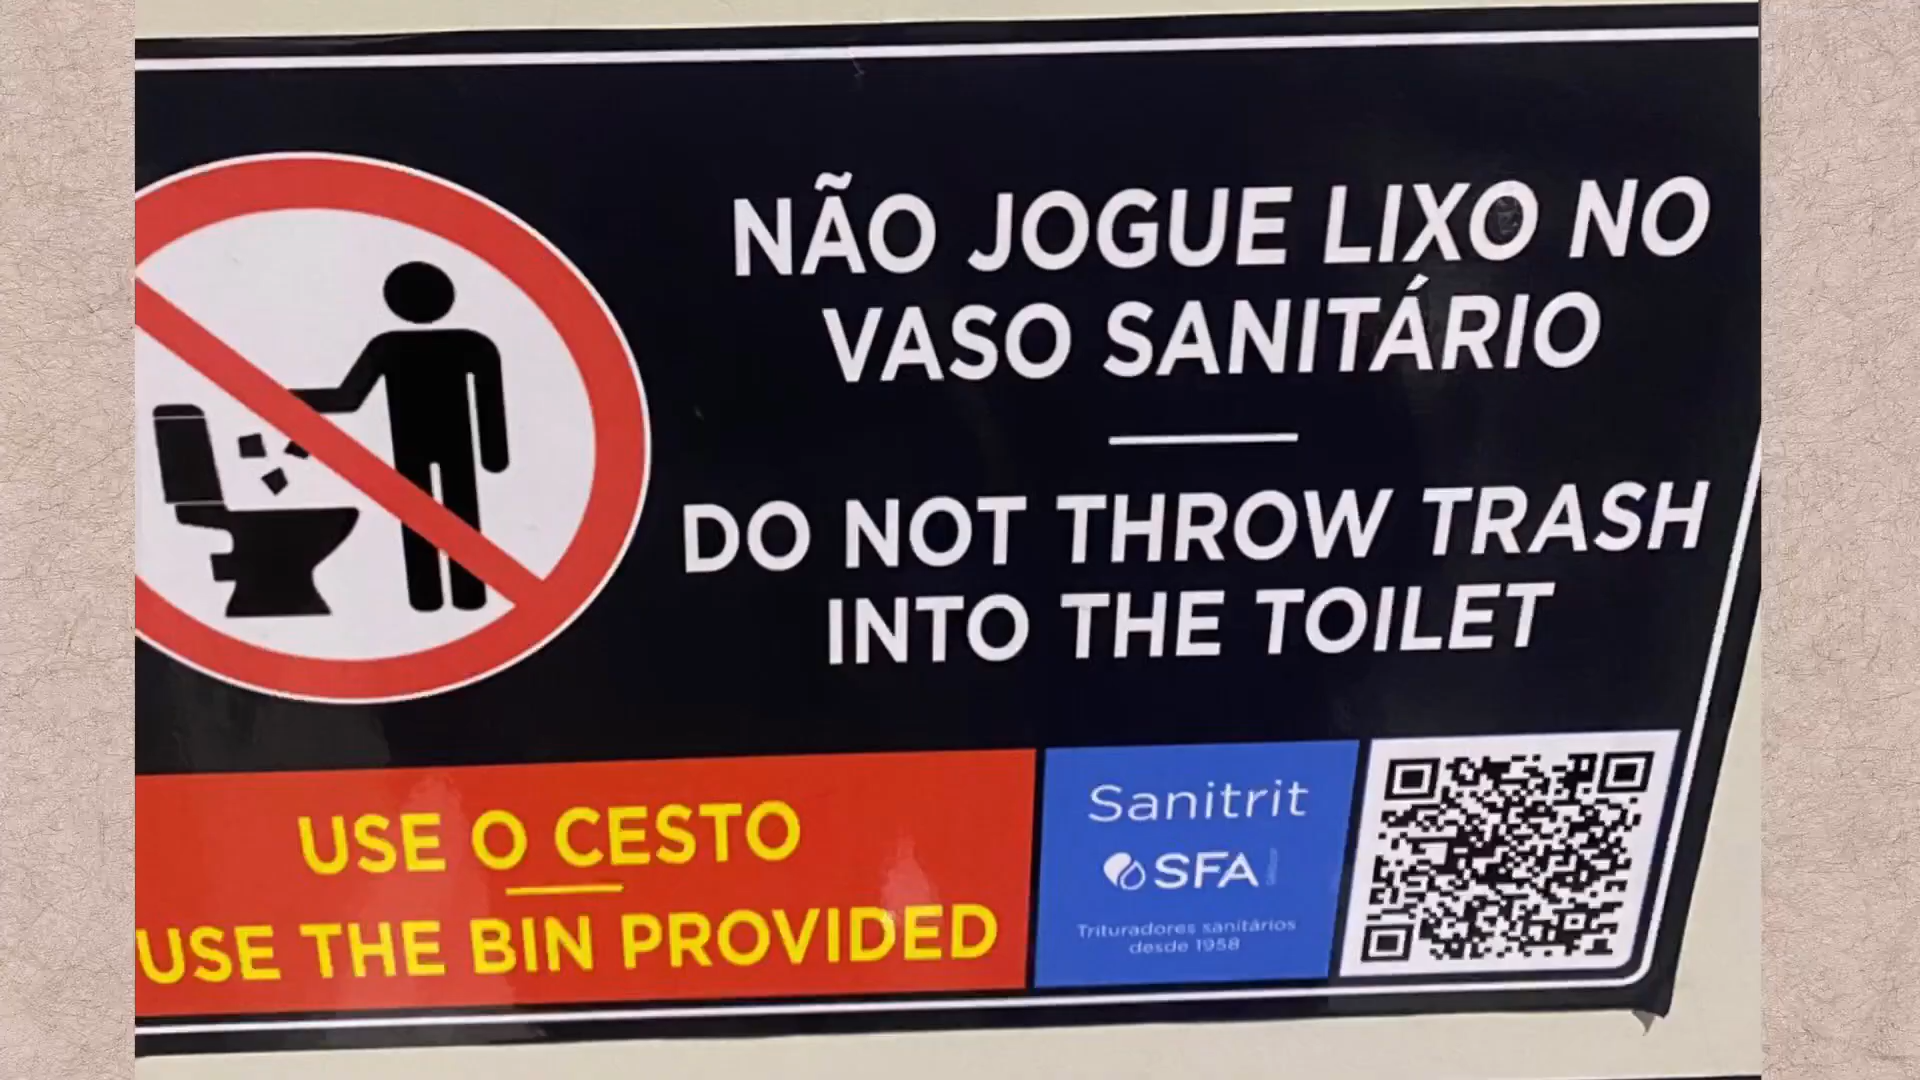 NÃO JOGUE LIXO NO
VASO SANITÁRIO
DO NOT THROW TRASH
INTO THE TOILET
USE O CESTO
USE THE BIN PROVIDED
Sanitrit
SFA
Trituradores sanitários
desde 1958